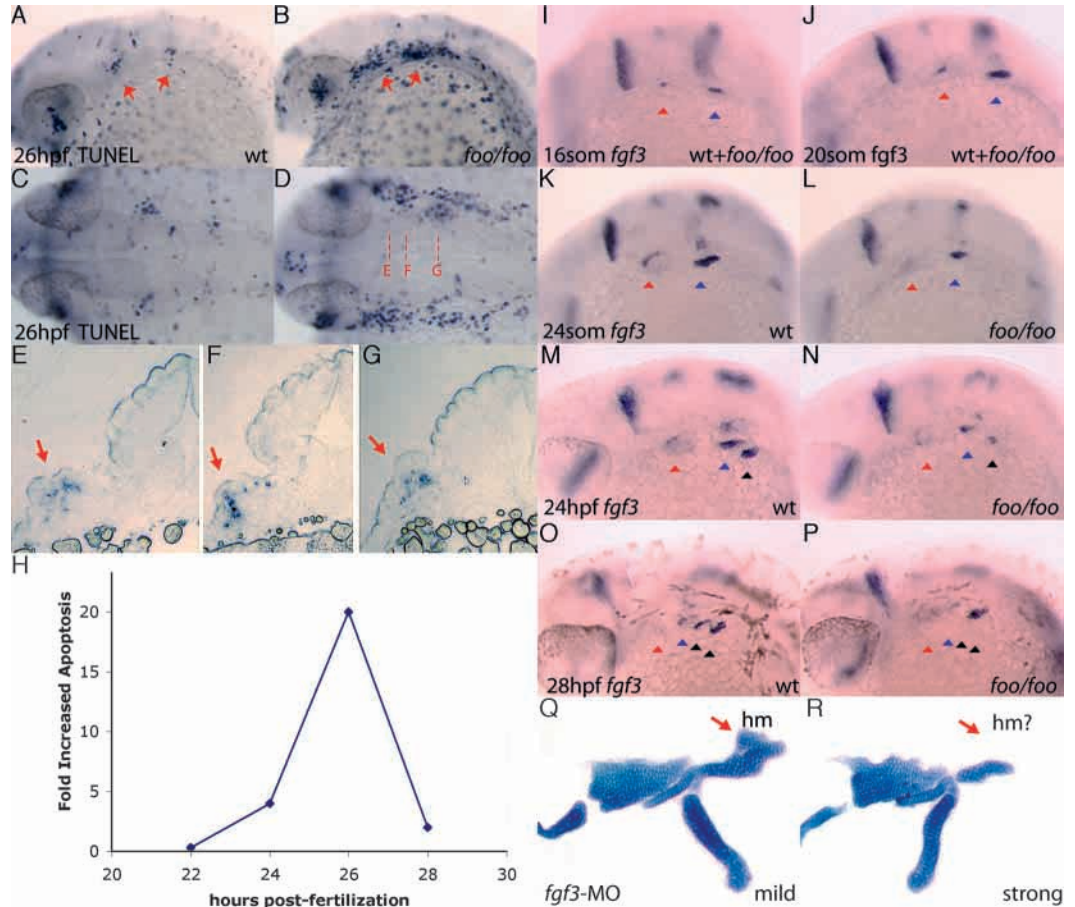 A
B
26hpf, TUNEL
wt
foo/foo
C
D
E
F
G
26hpf TUNEL
E
F
G
H
Fold Increased Apoptosis
20
15
10
5
0
20
22
24
26
28
30
hours post-fertilization
I
J
16som fgf3
wt+foo/foo
20som fgf3
wt+foo/foo
K
L
24som fgf3
wt
foo/foo
M
N
24hpf fgf3
wt
foo/foo
O
P
28hpf fgf3
wt
foo/foo
Q
R
hm
hm?
fgf3-MO
mild
strong